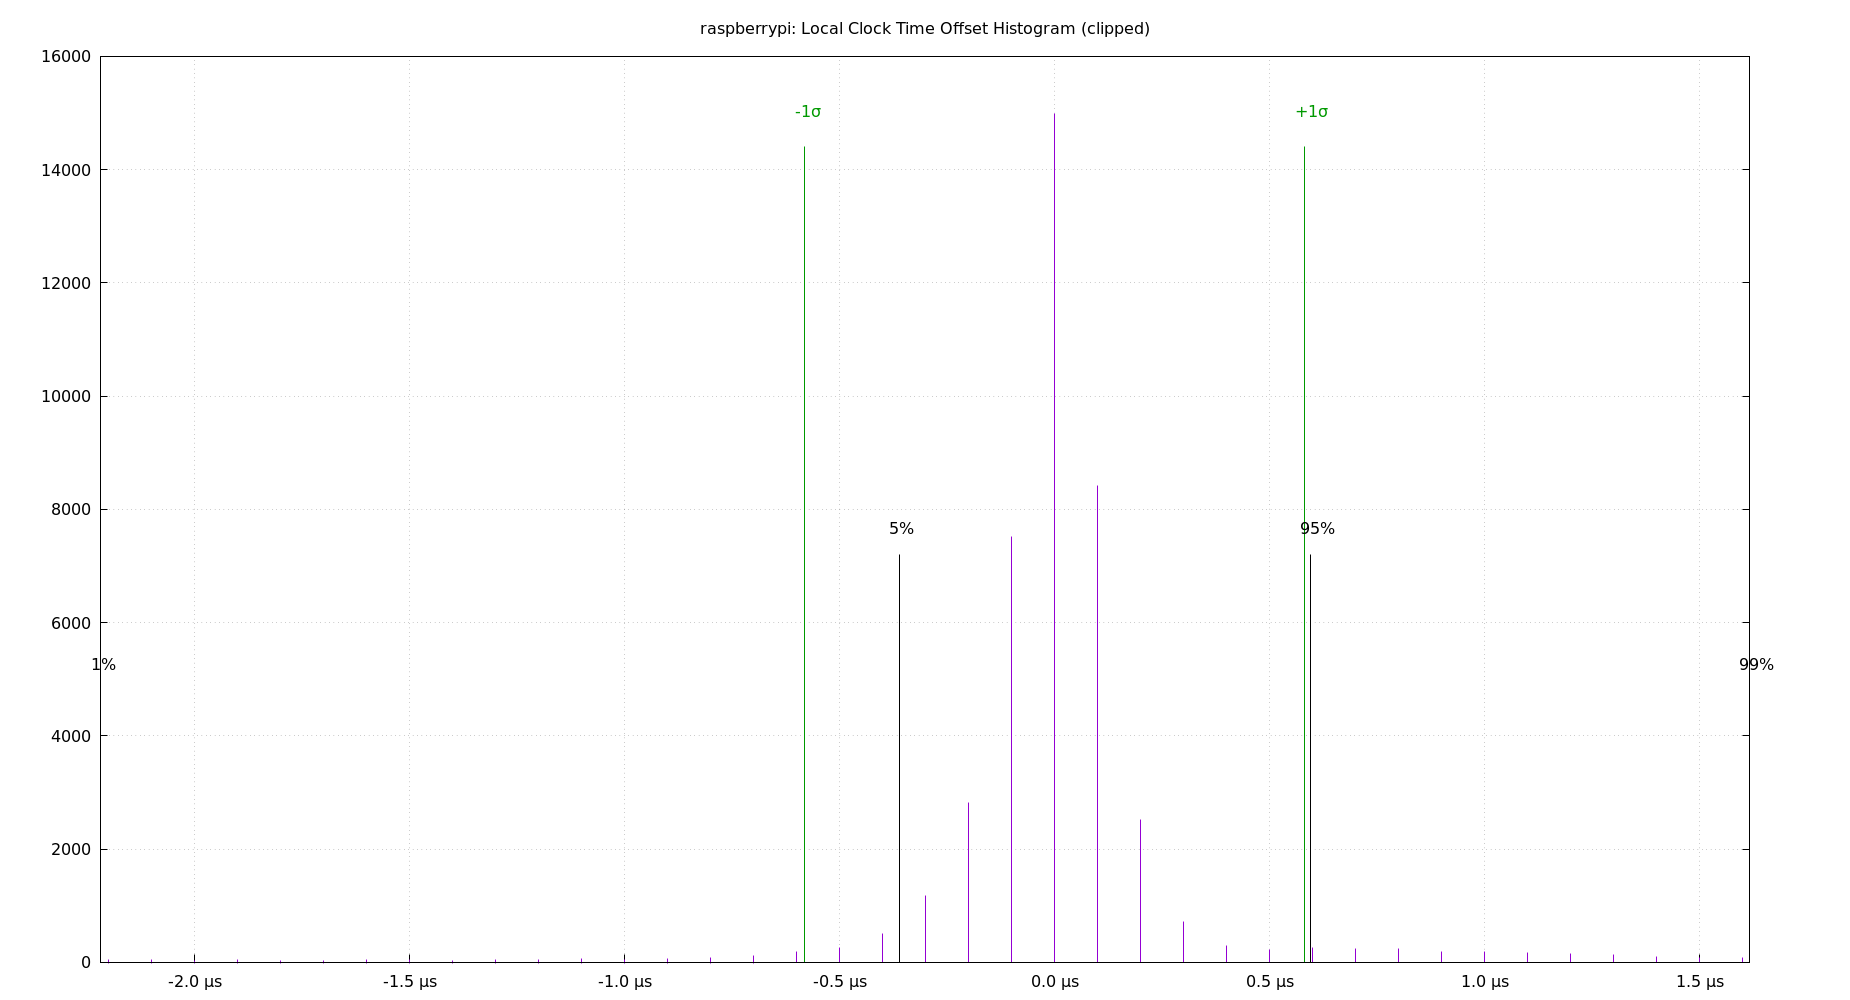 raspberrypi: Local Clock Time Offset Histogram (clipped)
16000
-1σ
+1σ
14000
12000
10000
8000
5%
95%
6000
1%
99%
4000
2000
0
-2.0 µs
-1.5 µs
-1.0 µs
-0.5 µs
0.0 µs
0.5 µs
1.0 µs
1.5 µs